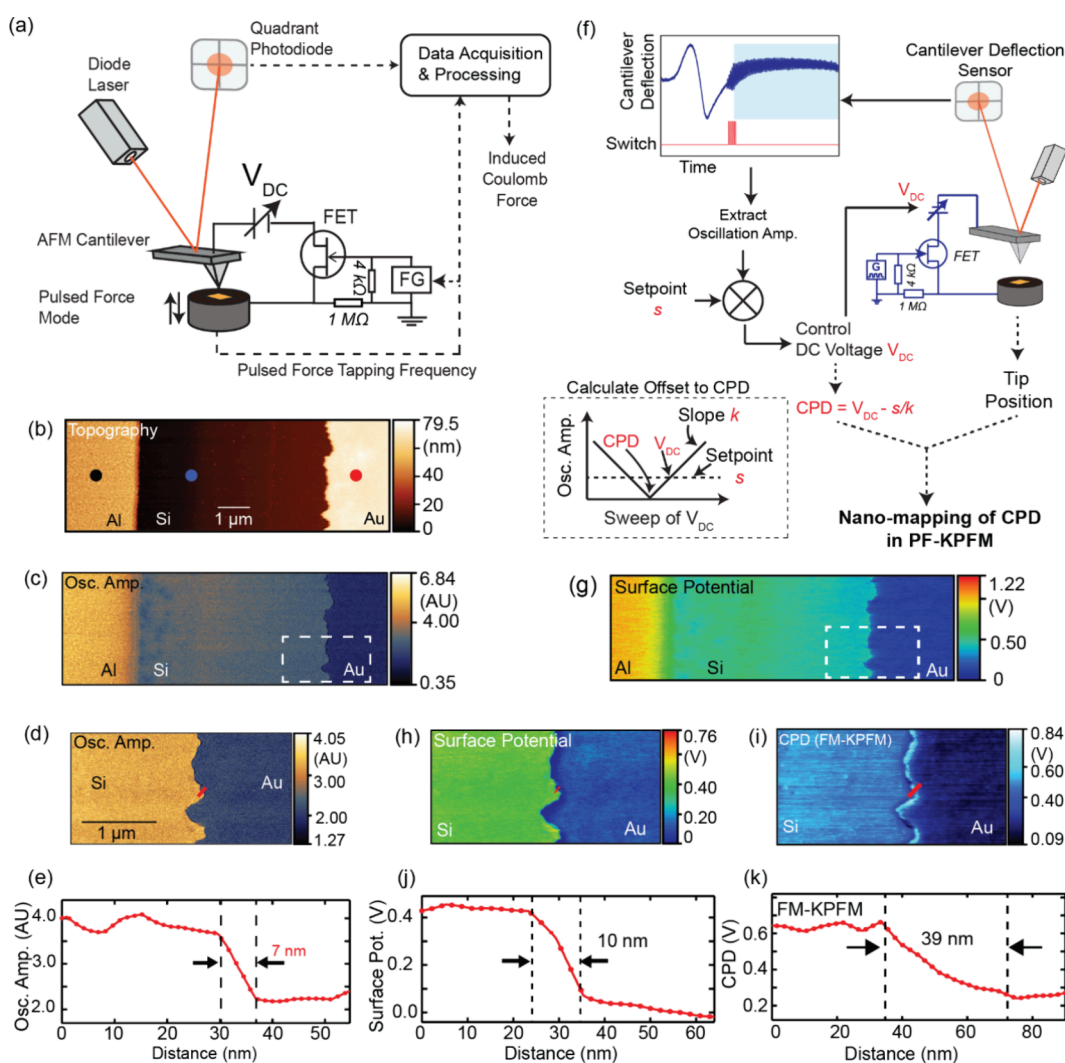 (a)
Quadrant
Photodiode
Diode
Laser
Data Acquisition
& Processing
Induced
Coulomb
Force
V DC
FET
AFM Cantilever
4 kΩ
FG
Pulsed Force
Mode
1 MΩ
Pulsed Force Tapping Frequency
(b)
Topography
79.5
(nm)
40
20
0
Al
Si
1 µm
Au
(c)
Osc. Amp.
6.84
(AU)
4.00
0.35
Al
Si
Au
(d)
Osc. Amp.
4.05
(AU)
3.00
2.00
1.27
Si
Au
1 µm
(e)
Osc. Amp. (AU)
4.0
3.0
2.0
7 nm
0 10 20 30 40 50
Distance (nm)
(f)
Cantilever
Deflection
Switch
Time
Cantilever Deflection
Sensor
Extract
Oscillation Amp.
Setpoint
s
V DC
FET
G
4 kΩ
1 MΩ
Control
DC Voltage V DC
CPD = V DC - s/k
Tip
Position
Calculate Offset to CPD
Osc. Amp.
CPD
V DC
Slope k
Setpoint
s
Sweep of V DC
Nano-mapping of CPD
in PF-KPFM
(g)
Surface Potential
1.22
(V)
0.50
0
Al
Si
Au
(h)
Surface Potential
0.76
(V)
0.40
0.20
0
Si
Au
(i)
CPD (FM-KPFM)
0.84
(V)
0.60
0.40
0.09
Si
Au
(j)
Surface Pot. (V)
0.4
0.2
0.0
10 nm
0 10 20 30 40 50 60
Distance (nm)
(k)
FM-KPFM
CPD (V)
0.6
0.4
0.2
39 nm
0 20 40 60 80
Distance (nm)